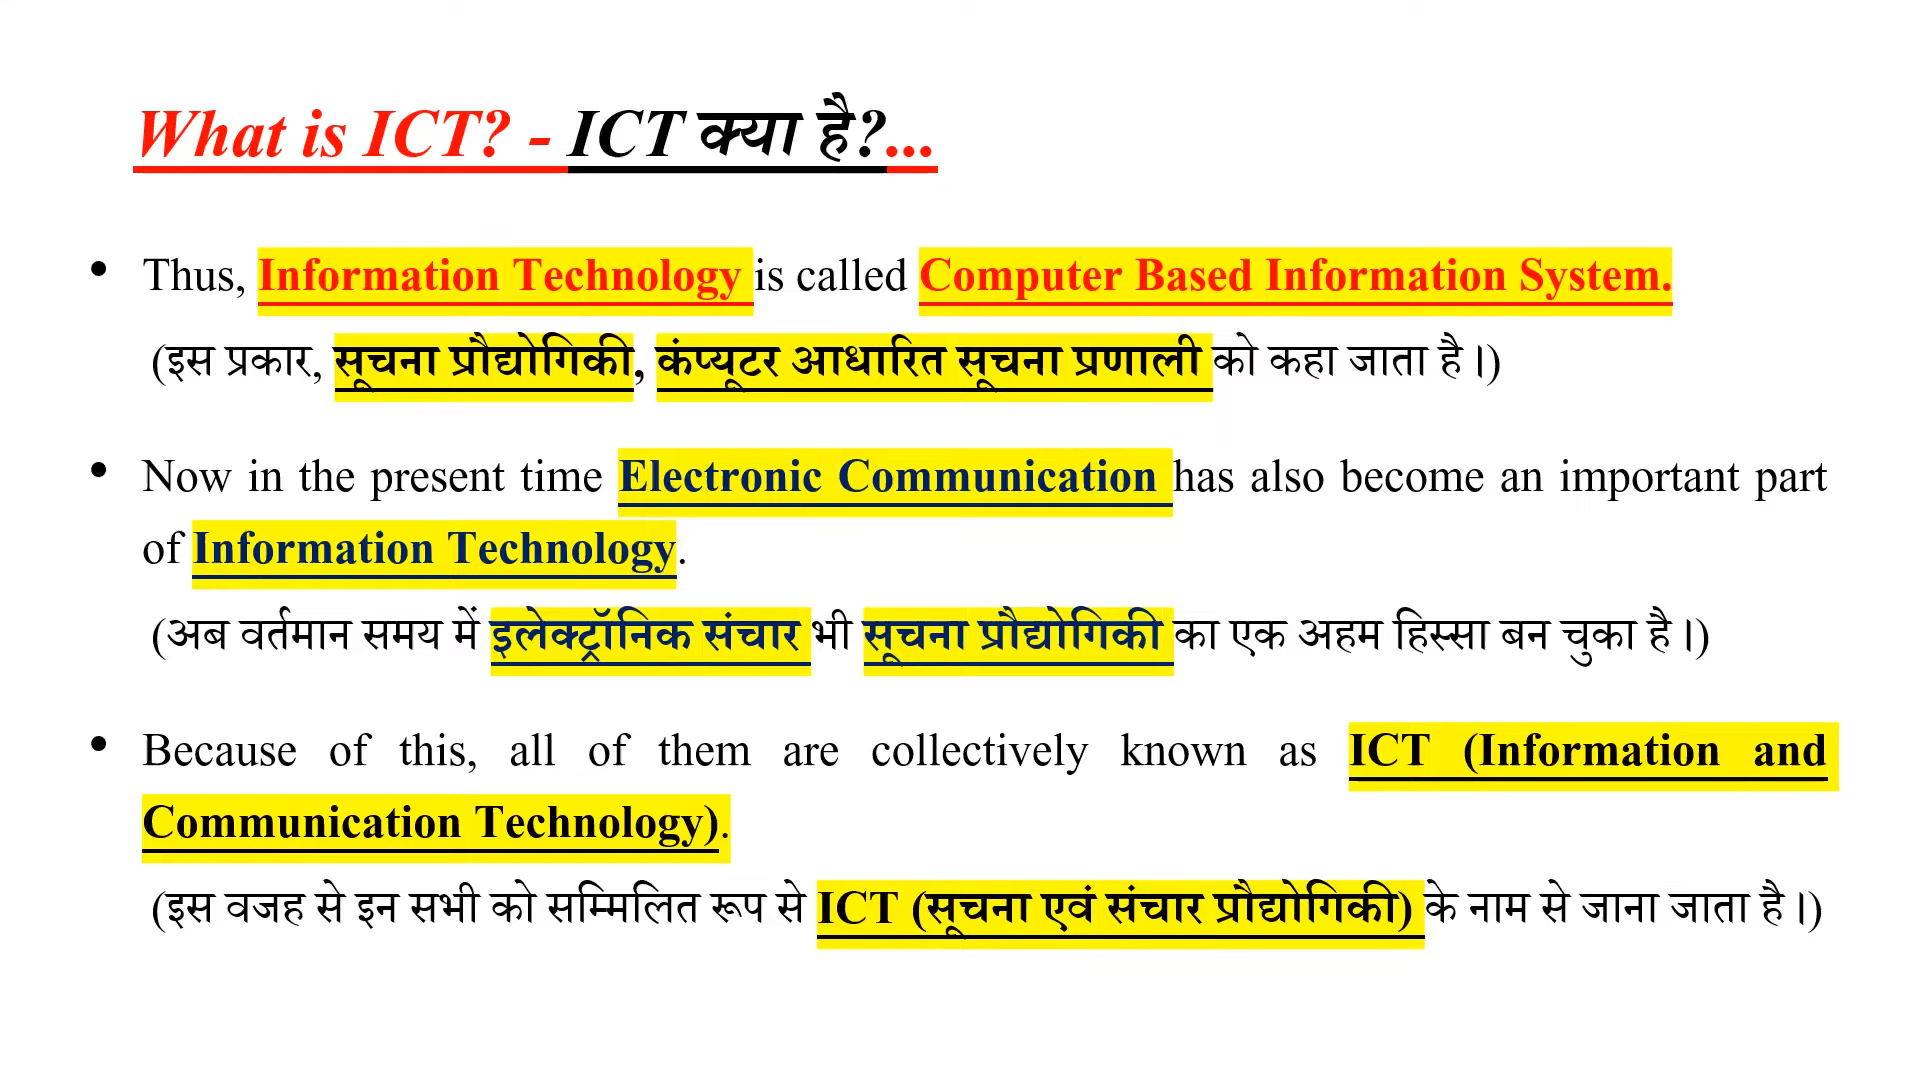 What is ICT? - ICT क्या है?...
• Thus, Information Technology is called Computer Based Information System.
(इस प्रकार, सूचना प्रौद्योगिकी, कंप्यूटर आधारित सूचना प्रणाली को कहा जाता है।)
• Now in the present time Electronic Communication has also become an important part
of Information Technology.
(अब वर्तमान समय में इलेक्ट्रॉनिक संचार भी सूचना प्रौद्योगिकी का एक अहम हिस्सा बन चुका है।)
• Because of this, all of them are collectively known as ICT (Information and
Communication Technology).
(इस वजह से इन सभी को सम्मिलित रूप से ICT (सूचना एवं संचार प्रौद्योगिकी) के नाम से जाना जाता है।)